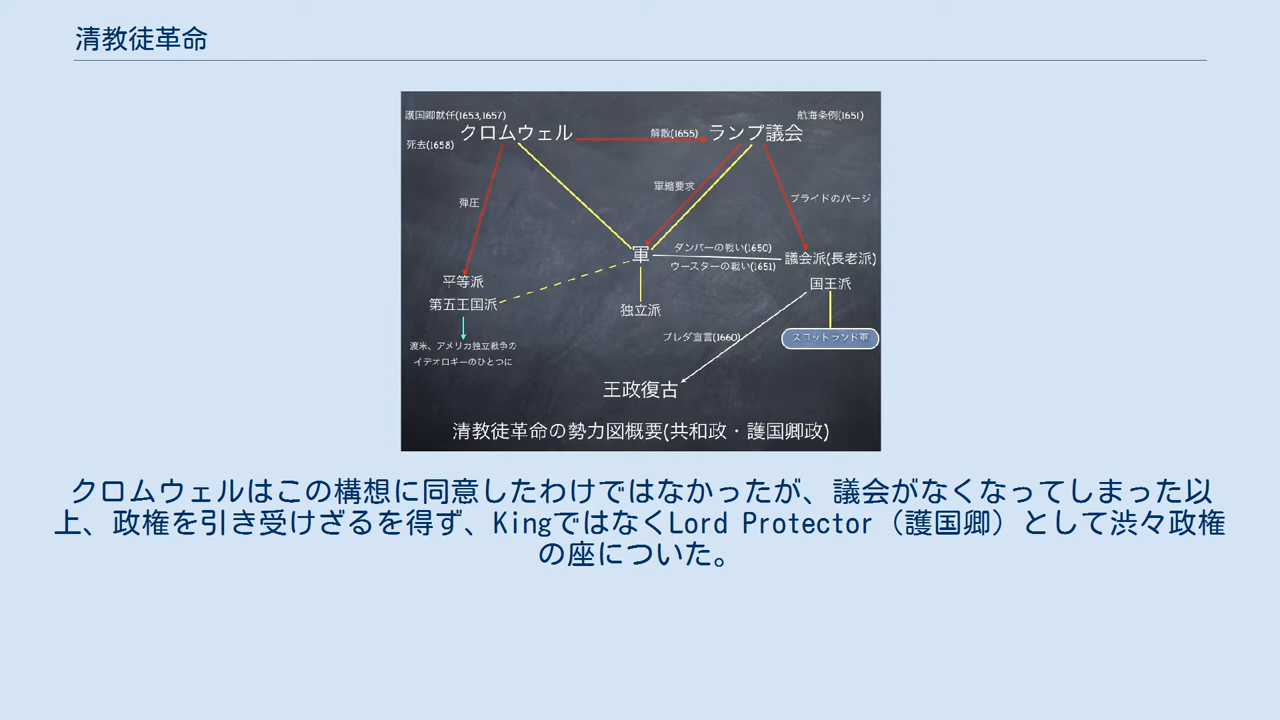 清教徒革命
護国卿就任(1653,1657)
航海条例(1651)
クロムウェル
解散(1655)
ランプ議会
死去(1658)
軍縮要求
プライドのパージ
弾圧
ダンバーの戦い(1650)
軍
議会派(長老派)
ウースターの戦い(1651)
平等派
国王派
第五王国派
独立派
ブレダ宣言(1660)
スコットランド軍
渡米、アメリカ独立戦争の
イデオロギーのひとつに
王政復古
清教徒革命の勢力図概要(共和政・護国卿政)
クロムウェルはこの構想に同意したわけではなかったが、議会がなくなってしまった以
上、政権を引き受けざるを得ず、KingではなくLord Protector（護国卿）として渋々政権
の座についた。